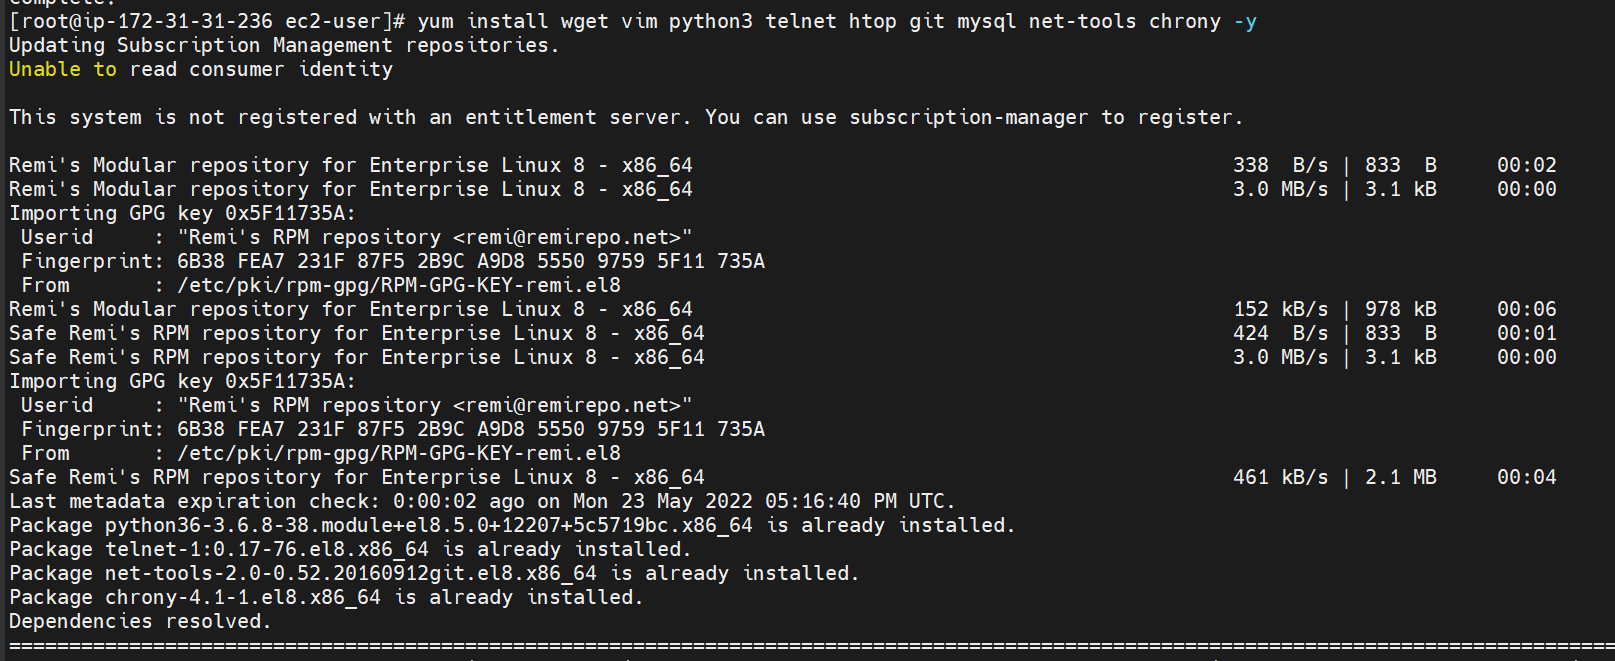 complete!
[root@ip-172-31-31-236 ec2-user]# yum install wget vim python3 telnet htop git mysql net-tools chrony -y
Updating Subscription Management repositories.
Unable to read consumer identity
This system is not registered with an entitlement server. You can use subscription-manager to register.
Remi's Modular repository for Enterprise Linux 8 - x86_64 338 B/s | 833 B 00:02
Remi's Modular repository for Enterprise Linux 8 - x86_64 3.0 MB/s | 3.1 kB 00:00
Importing GPG key 0x5F11735A:
Userid : "Remi's RPM repository <remi@remirepo.net>"
Fingerprint: 6B38 FEA7 231F 87F5 2B9C A9D8 5550 9759 5F11 735A
From : /etc/pki/rpm-gpg/RPM-GPG-KEY-remi.el8
Remi's Modular repository for Enterprise Linux 8 - x86_64 152 kB/s | 978 kB 00:06
Safe Remi's RPM repository for Enterprise Linux 8 - x86_64 424 B/s | 833 B 00:01
Safe Remi's RPM repository for Enterprise Linux 8 - x86_64 3.0 MB/s | 3.1 kB 00:00
Importing GPG key 0x5F11735A:
Userid : "Remi's RPM repository <remi@remirepo.net>"
Fingerprint: 6B38 FEA7 231F 87F5 2B9C A9D8 5550 9759 5F11 735A
From : /etc/pki/rpm-gpg/RPM-GPG-KEY-remi.el8
Safe Remi's RPM repository for Enterprise Linux 8 - x86_64 461 kB/s | 2.1 MB 00:04
Last metadata expiration check: 0:00:02 ago on Mon 23 May 2022 05:16:40 PM UTC.
Package python36-3.6.8-38.module+el8.5.0+12207+5c5719bc.x86_64 is already installed.
Package telnet-1:0.17-76.el8.x86_64 is already installed.
Package net-tools-2.0-0.52.20160912git.el8.x86_64 is already installed.
Package chrony-4.1-1.el8.x86_64 is already installed.
Dependencies resolved.